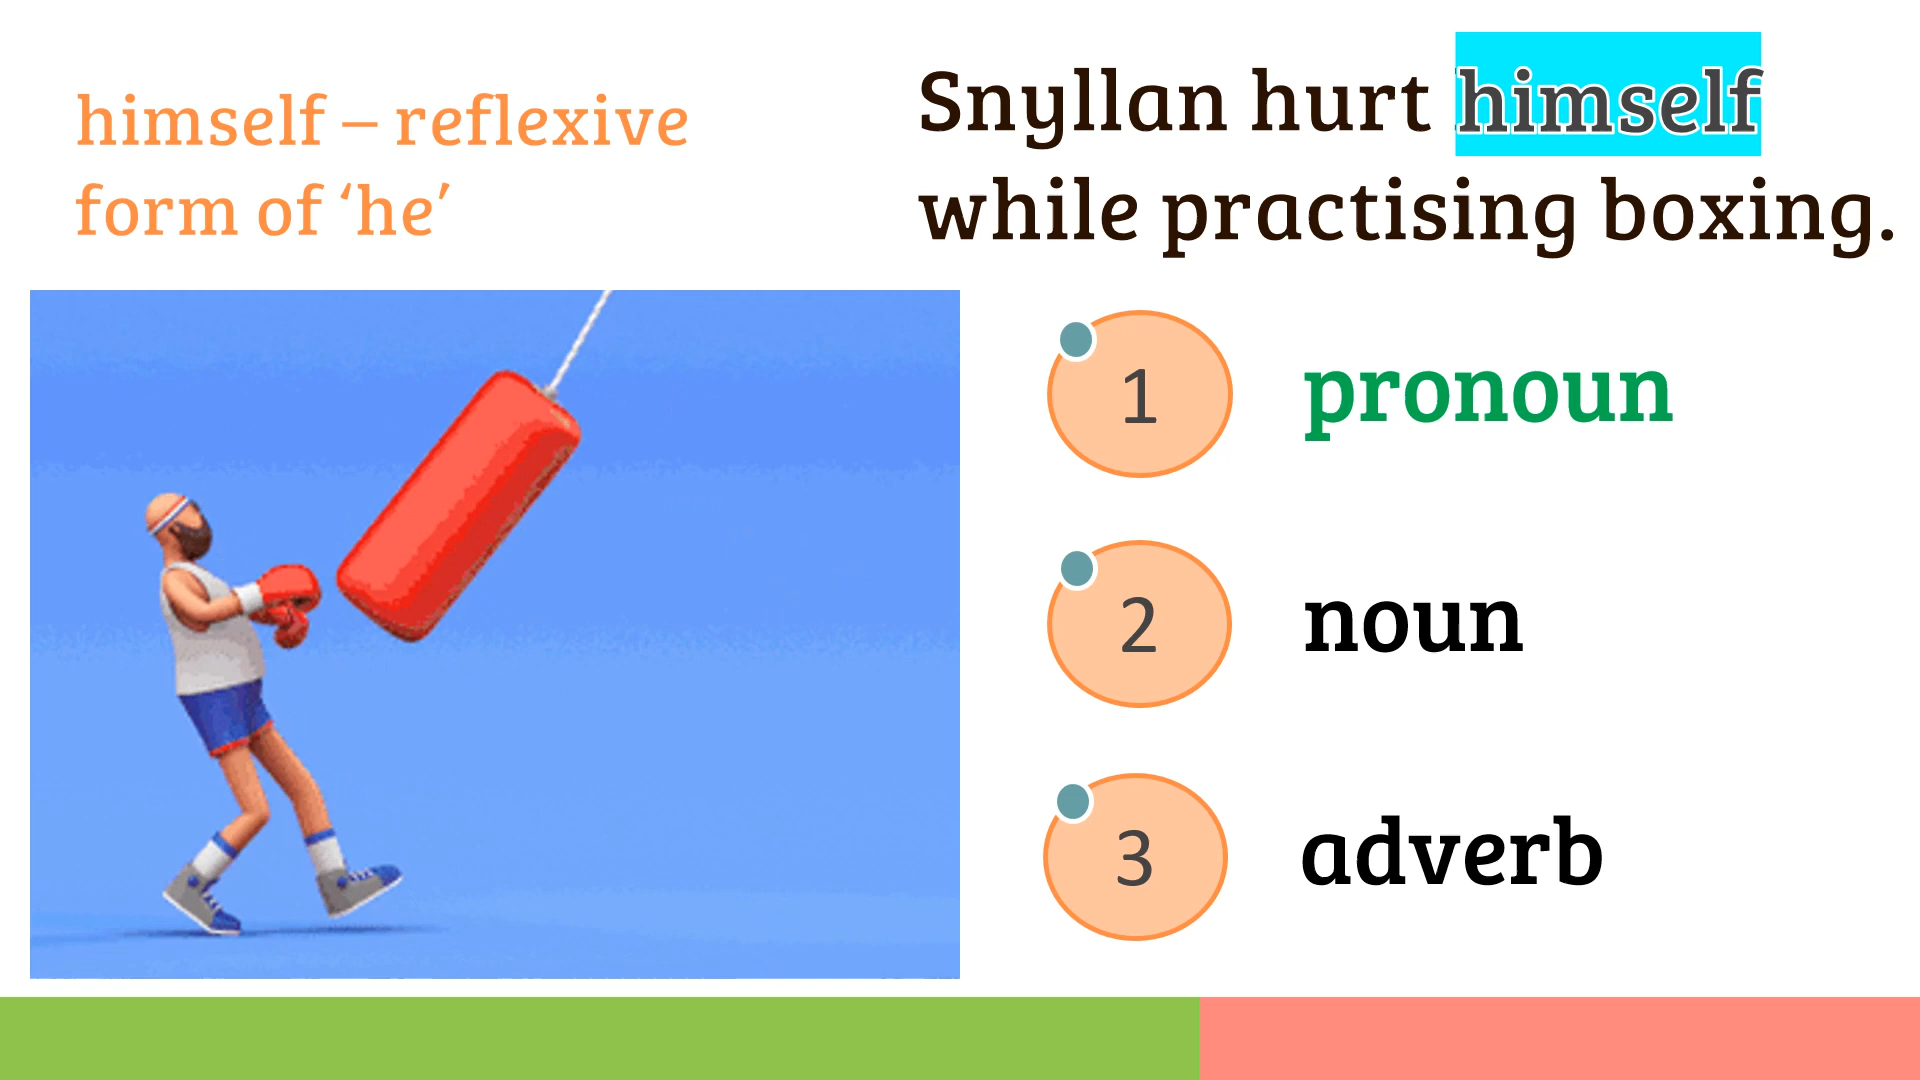 himself – reflexive
form of ‘he’
Snyllan hurt himself
while practising boxing.
1 pronoun
2 noun
3 adverb